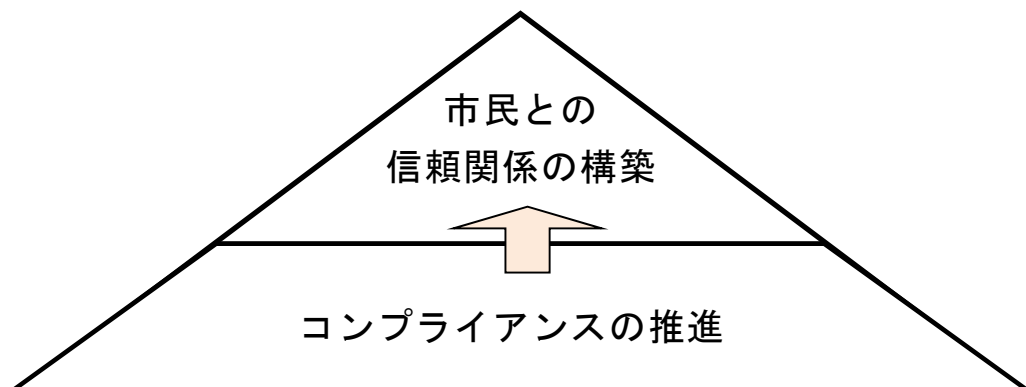 市民との
信頼関係の構築
コンプライアンスの推進